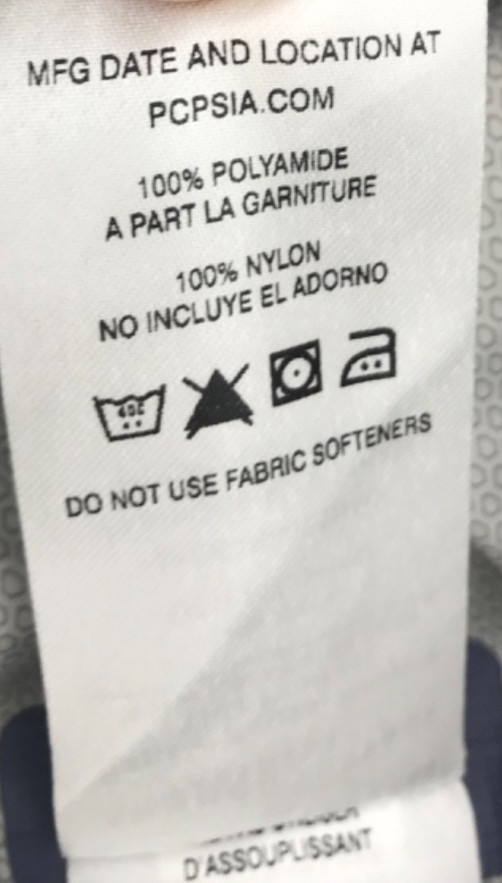 MFG DATE AND LOCATION AT
PCPSIA.COM
100% POLYAMIDE
A PART LA GARNITURE
100% NYLON
NO INCLUYE EL ADORNO
DO NOT USE FABRIC SOFTENERS
D'ASSOUPLISSANT